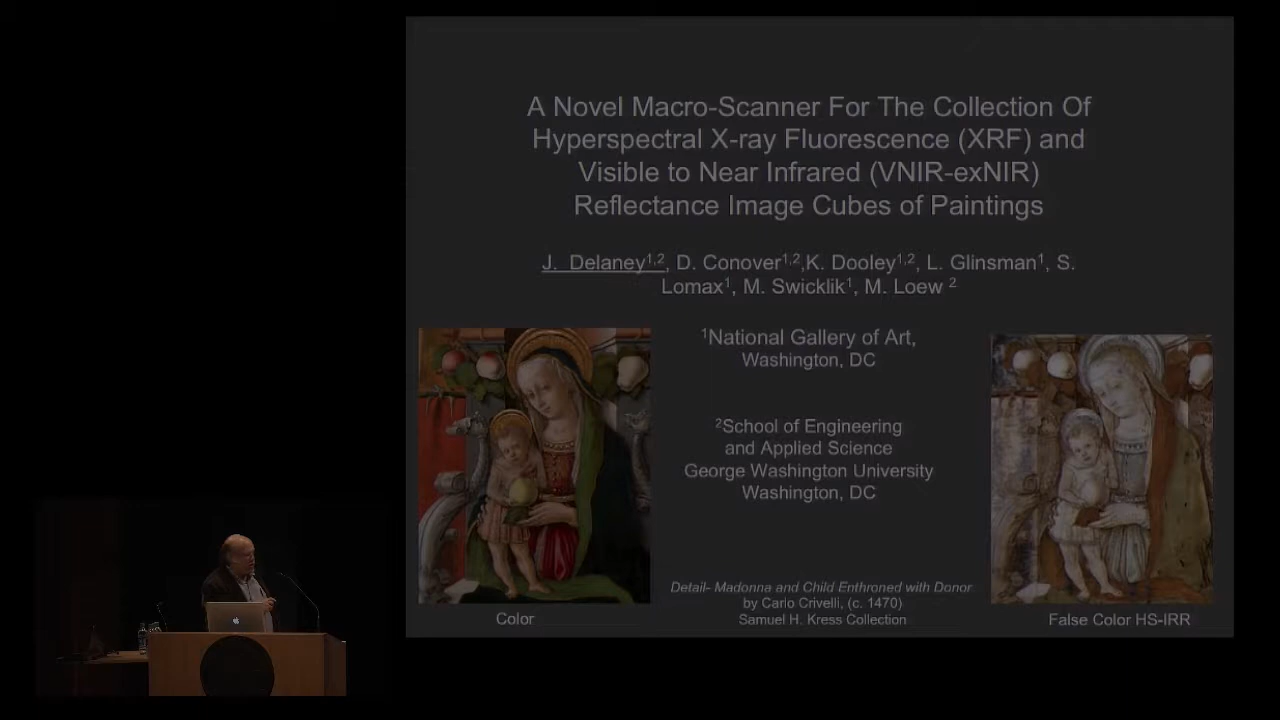 A Novel Macro-Scanner For The Collection Of
Hyperspectral X-ray Fluorescence (XRF) and
Visible to Near Infrared (VNIR-exNIR)
Reflectance Image Cubes of Paintings
J. Delaney¹,², D. Conover¹,²,K. Dooley¹,², L. Glinsman¹, S.
Lomax¹, M. Swicklik¹, M. Loew ²
¹National Gallery of Art,
Washington, DC
²School of Engineering
and Applied Science
George Washington University
Washington, DC
Detail- Madonna and Child Enthroned with Donor
by Carlo Crivelli, (c. 1470)
Samuel H. Kress Collection
Color
False Color HS-IRR